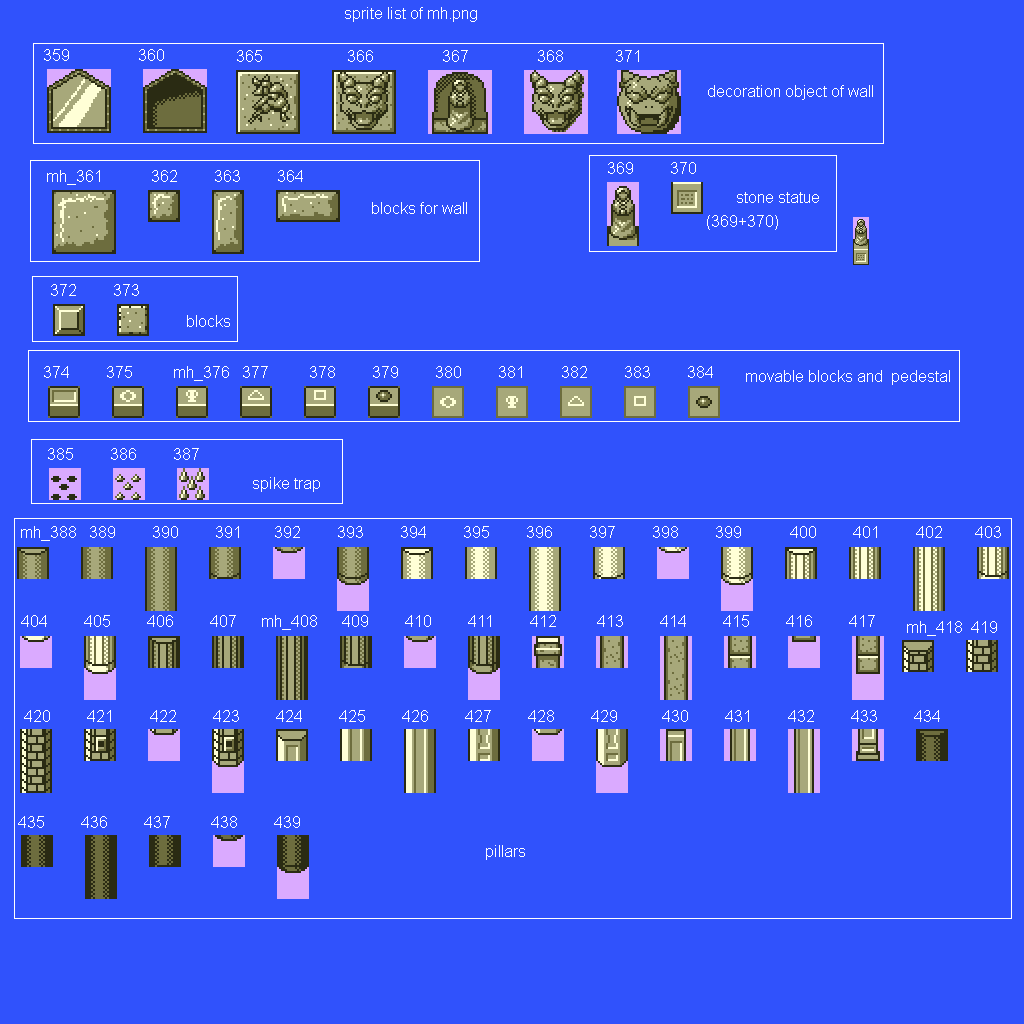 sprite list of mh.png
359 360 365 366 367 368 371
decoration object of wall
mh_361 362 363 364
blocks for wall
369 370
stone statue
(369+370)
372 373
blocks
374 375 mh_376 377 378 379 380 381 382 383 384
movable blocks and pedestal
385 386 387
spike trap
mh_388 389 390 391 392 393 394 395 396 397 398 399 400 401 402 403
404 405 406 407 mh_408 409 410 411 412 413 414 415 416 417 mh_418 419
420 421 422 423 424 425 426 427 428 429 430 431 432 433 434
435 436 437 438 439
pillars